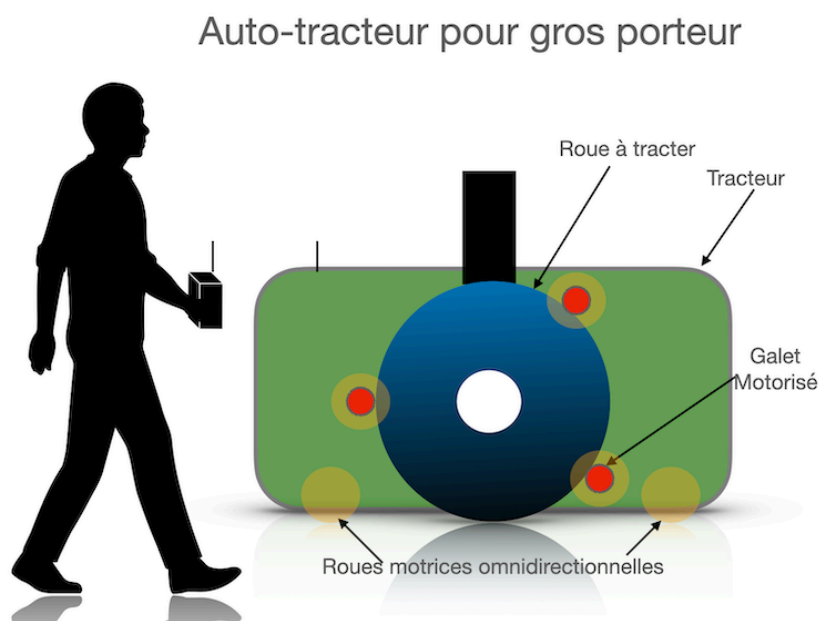 Auto-tracteur pour gros porteur
Roue à tracter
Tracteur
Galet
Motorisé
Roues motrices omnidirectionnelles